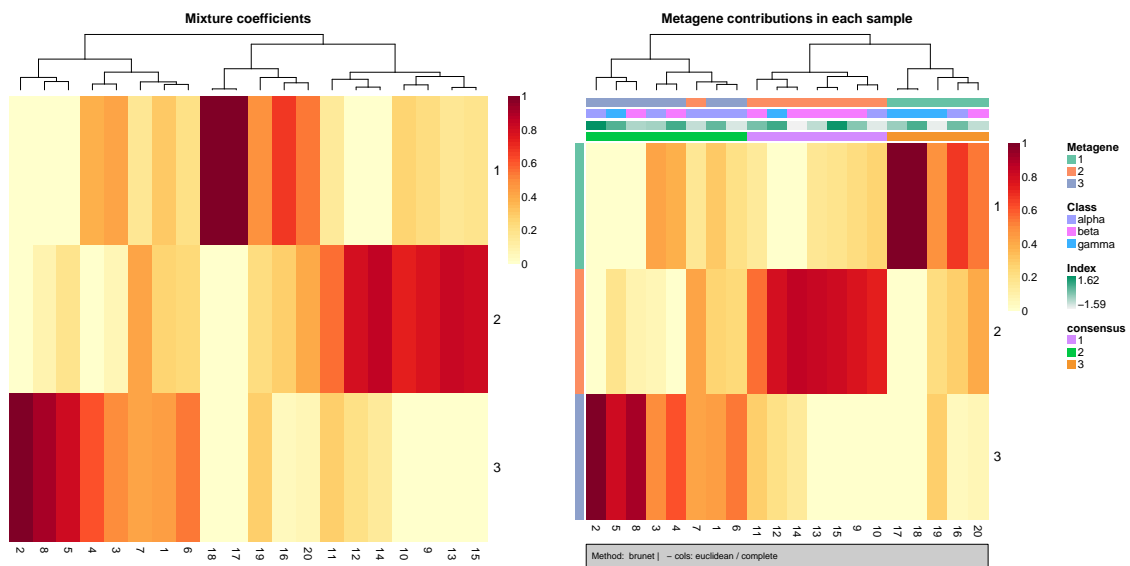 Mixture coefficients
1
0.8
0.6
0.4
0.2
0
1
2
3
2 8 5 4 3 7 1 6 18 17 19 16 20 11 12 14 10 9 13 15
Metagene contributions in each sample
1
0.8
0.6
0.4
0.2
0
1
2
3
2 5 8 3 4 7 1 6 11 12 14 13 15 9 10 17 18 19 16 20
Method: brunet | − cols: euclidean / complete
Metagene
1
2
3
Class
alpha
beta
gamma
Index
1.62
−1.59
consensus
1
2
3